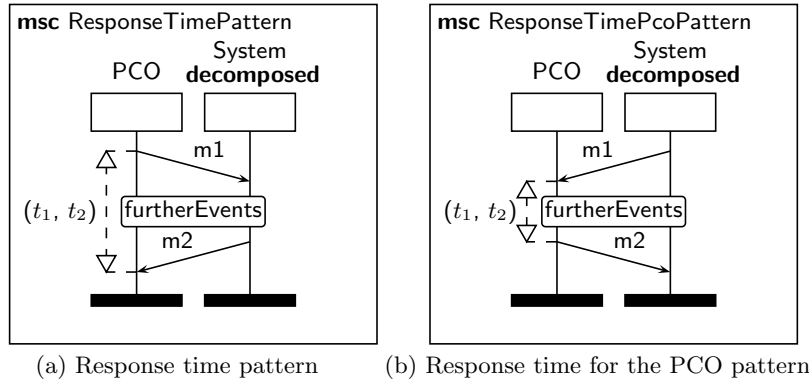 msc ResponseTimePattern
System
PCO decomposed
m1
(t₁, t₂)
furtherEvents
m2
(a) Response time pattern
msc ResponseTimePcoPattern
System
PCO decomposed
m1
(t₁, t₂)
furtherEvents
m2
(b) Response time for the PCO pattern